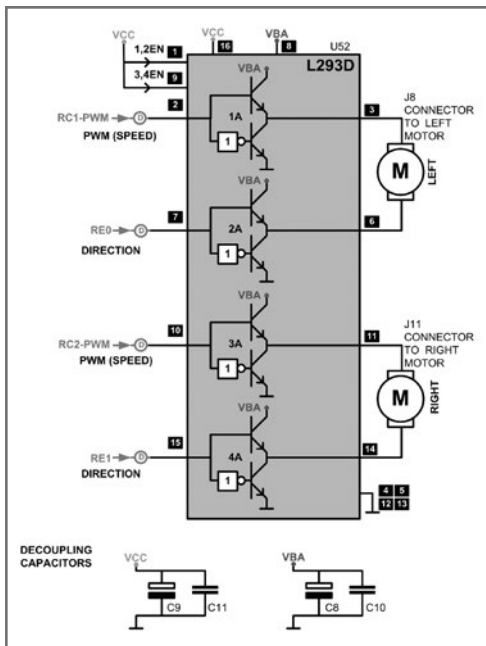 VCC
VCC
VBA
U52
1,2EN
1
16
8
L293D
3,4EN
9
VBA
2
3
J8
CONNECTOR
TO LEFT
MOTOR
RC1-PWM
D
1A
PWM (SPEED)
1
M
LEFT
VBA
7
6
RE0
D
2A
DIRECTION
1
VBA
10
11
J11
CONNECTOR
TO RIGHT
MOTOR
RC2-PWM
D
3A
PWM (SPEED)
1
M
RIGHT
VBA
15
14
RE1
D
4A
DIRECTION
1
4 5
12 13
DECOUPLING
CAPACITORS
VCC
VBA
C9
C11
C8
C10